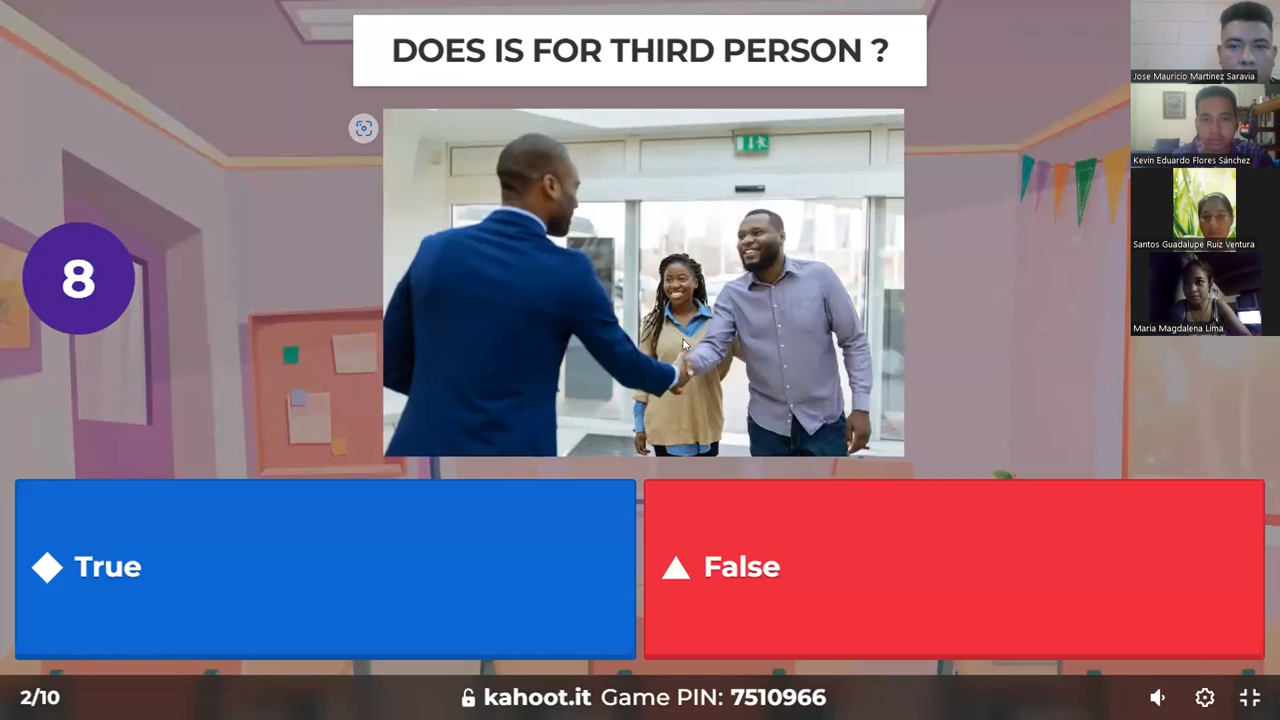 DOES IS FOR THIRD PERSON ?
Jose Mauricio Martinez Saravia
Kevin Eduardo Flores Sánchez
Santos Guadalupe Ruiz Ventura
Maria Magdalena Lima
8
True
False
2/10
kahoot.it Game PIN: 7510966